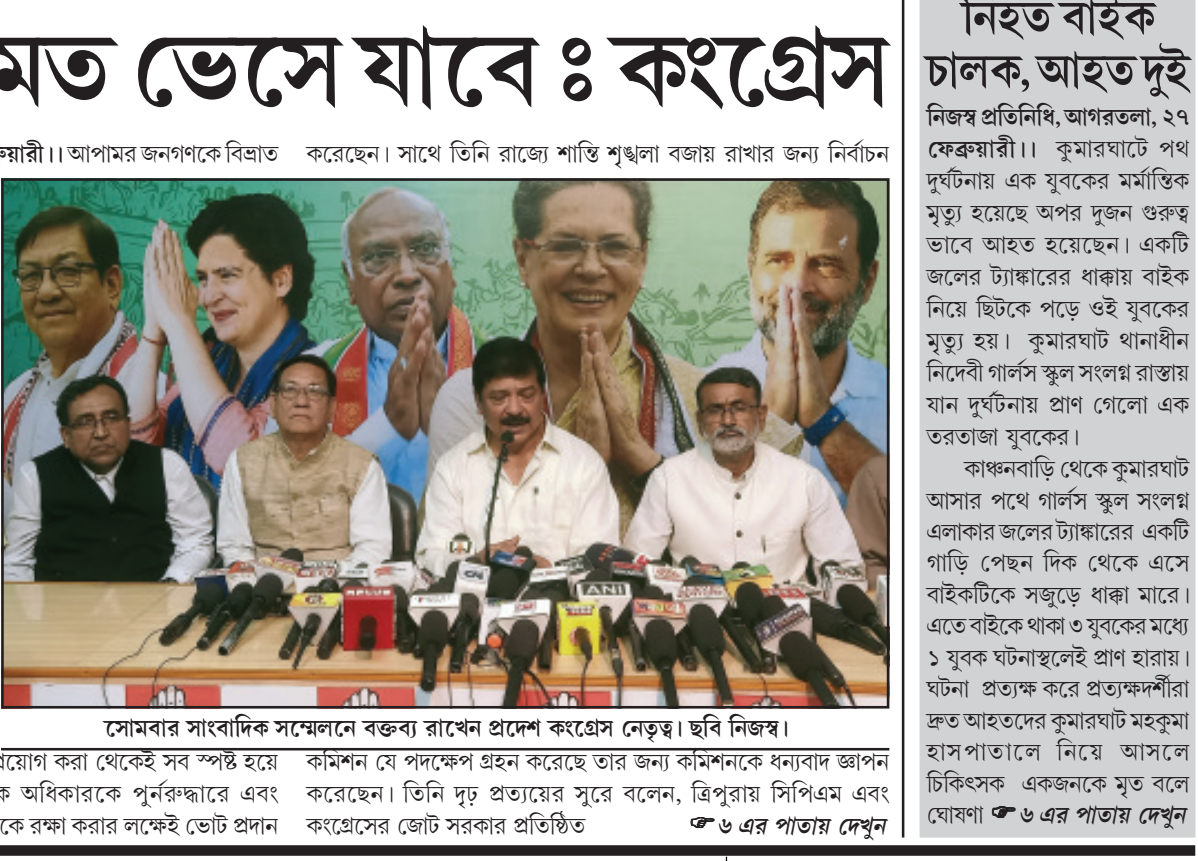 মত ভেসে যাবে ঃ কংগ্রেস
রুয়ারী।। আপামর জনগণকে বিভ্রাত
করেছেন। সাথে তিনি রাজ্যে শান্তি শৃঙ্খলা বজায় রাখার জন্য নির্বাচন
PLUS
ANI
সোমবার সাংবাদিক সম্মেলনে বক্তব্য রাখেন প্রদেশ কংগ্রেস নেতৃত্ব। ছবি নিজস্ব।
প্রয়োগ করা থেকেই সব স্পষ্ট হয়ে
ক অধিকারকে পুর্নরুদ্ধারে এবং
কে রক্ষা করার লক্ষেই ভোট প্রদান
কমিশন যে পদক্ষেপ গ্রহন করেছে তার জন্য কমিশনকে ধন্যবাদ জ্ঞাপন
করেছেন। তিনি দৃঢ় প্রত্যয়ের সুরে বলেন, ত্রিপুরায় সিপিএম এবং
কংগ্রেসের জোট সরকার প্রতিষ্ঠিত ☞ ৬ এর পাতায় দেখুন
নিহত বাইক
চালক, আহত দুই
নিজস্ব প্রতিনিধি, আগরতলা, ২৭
ফেব্রুয়ারী।। কুমারঘাটে পথ
দুর্ঘটনায় এক যুবকের মর্মান্তিক
মৃত্যু হয়েছে অপর দুজন গুরুত্ব
ভাবে আহত হয়েছেন। একটি
জলের ট্যাঙ্কারের ধাক্কায় বাইক
নিয়ে ছিটকে পড়ে ওই যুবকের
মৃত্যু হয়। কুমারঘাট থানাধীন
নিদেবী গার্লস স্কুল সংলগ্ন রাস্তায়
যান দুর্ঘটনায় প্রাণ গেলো এক
তরতাজা যুবকের।
কাঞ্চনবাড়ি থেকে কুমারঘাট
আসার পথে গার্লস স্কুল সংলগ্ন
এলাকার জলের ট্যাঙ্কারের একটি
গাড়ি পেছন দিক থেকে এসে
বাইকটিকে সজুড়ে ধাক্কা মারে।
এতে বাইকে থাকা ৩ যুবকের মধ্যে
১ যুবক ঘটনাস্থলেই প্রাণ হারায়।
ঘটনা প্রত্যক্ষ করে প্রত্যক্ষদর্শীরা
দ্রুত আহতদের কুমারঘাট মহকুমা
হাসপাতালে নিয়ে আসলে
চিকিৎসক একজনকে মৃত বলে
ঘোষণা ☞ ৬ এর পাতায় দেখুন